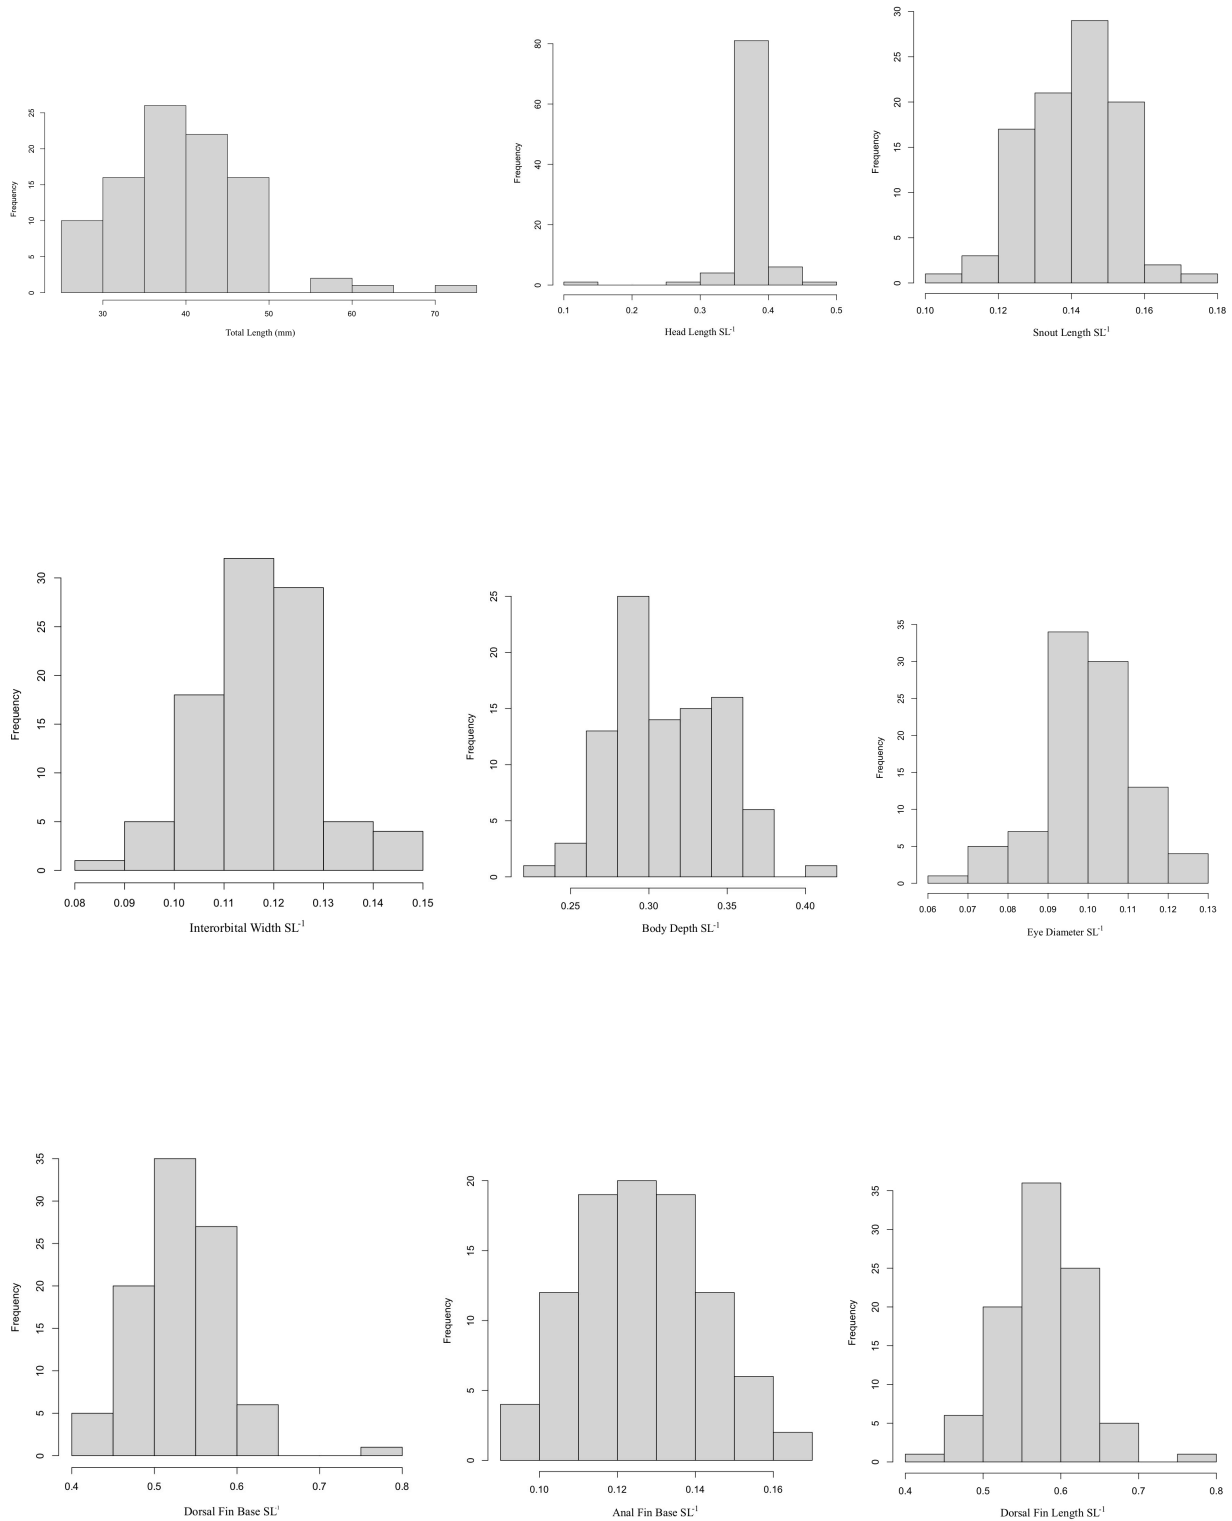 Frequency
0 5 10 15 20 25
30 40 50 60 70
Total Length (mm)
Frequency
0 20 40 60 80
0.1 0.2 0.3 0.4 0.5
Head Length SL⁻¹
Frequency
0 5 10 15 20 25 30
0.10 0.12 0.14 0.16 0.18
Snout Length SL⁻¹
Frequency
0 5 10 15 20 25 30
0.08 0.09 0.10 0.11 0.12 0.13 0.14 0.15
Interorbital Width SL⁻¹
Frequency
0 5 10 15 20 25
0.25 0.30 0.35 0.40
Body Depth SL⁻¹
Frequency
0 5 10 15 20 25 30 35
0.06 0.07 0.08 0.09 0.10 0.11 0.12 0.13
Eye Diameter SL⁻¹
Frequency
0 5 10 15 20 25 30 35
0.4 0.5 0.6 0.7 0.8
Dorsal Fin Base SL⁻¹
Frequency
0 5 10 15 20
0.10 0.12 0.14 0.16
Anal Fin Base SL⁻¹
Frequency
0 5 10 15 20 25 30 35
0.4 0.5 0.6 0.7 0.8
Dorsal Fin Length SL⁻¹